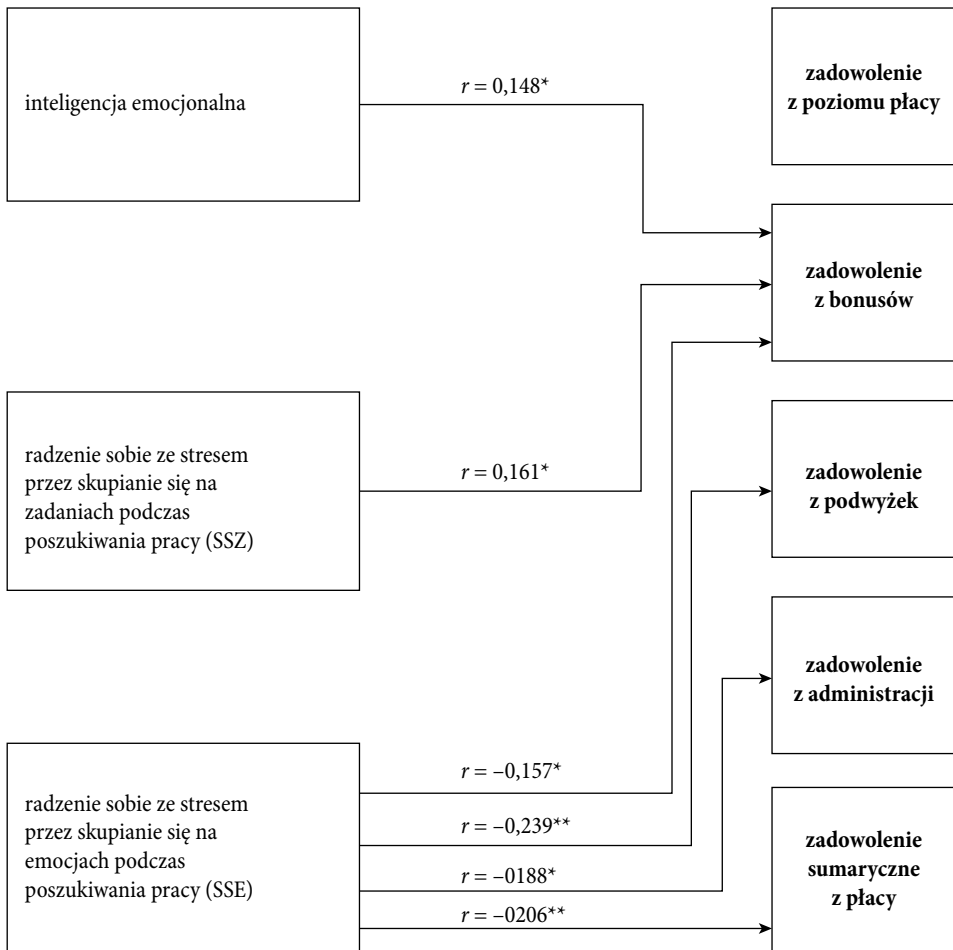 inteligencja emocjonalna
r = 0,148*
zadowolenie
z poziomu płacy
zadowolenie
z bonusów
radzenie sobie ze stresem
przez skupianie się na
zadaniach podczas
poszukiwania pracy (SSZ)
r = 0,161*
zadowolenie
z podwyżek
zadowolenie
z administracji
radzenie sobie ze stresem
przez skupianie się na
emocjach podczas
poszukiwania pracy (SSE)
r = –0,157*
r = –0,239**
r = –0188*
r = –0206**
zadowolenie
sumaryczne
z płacy